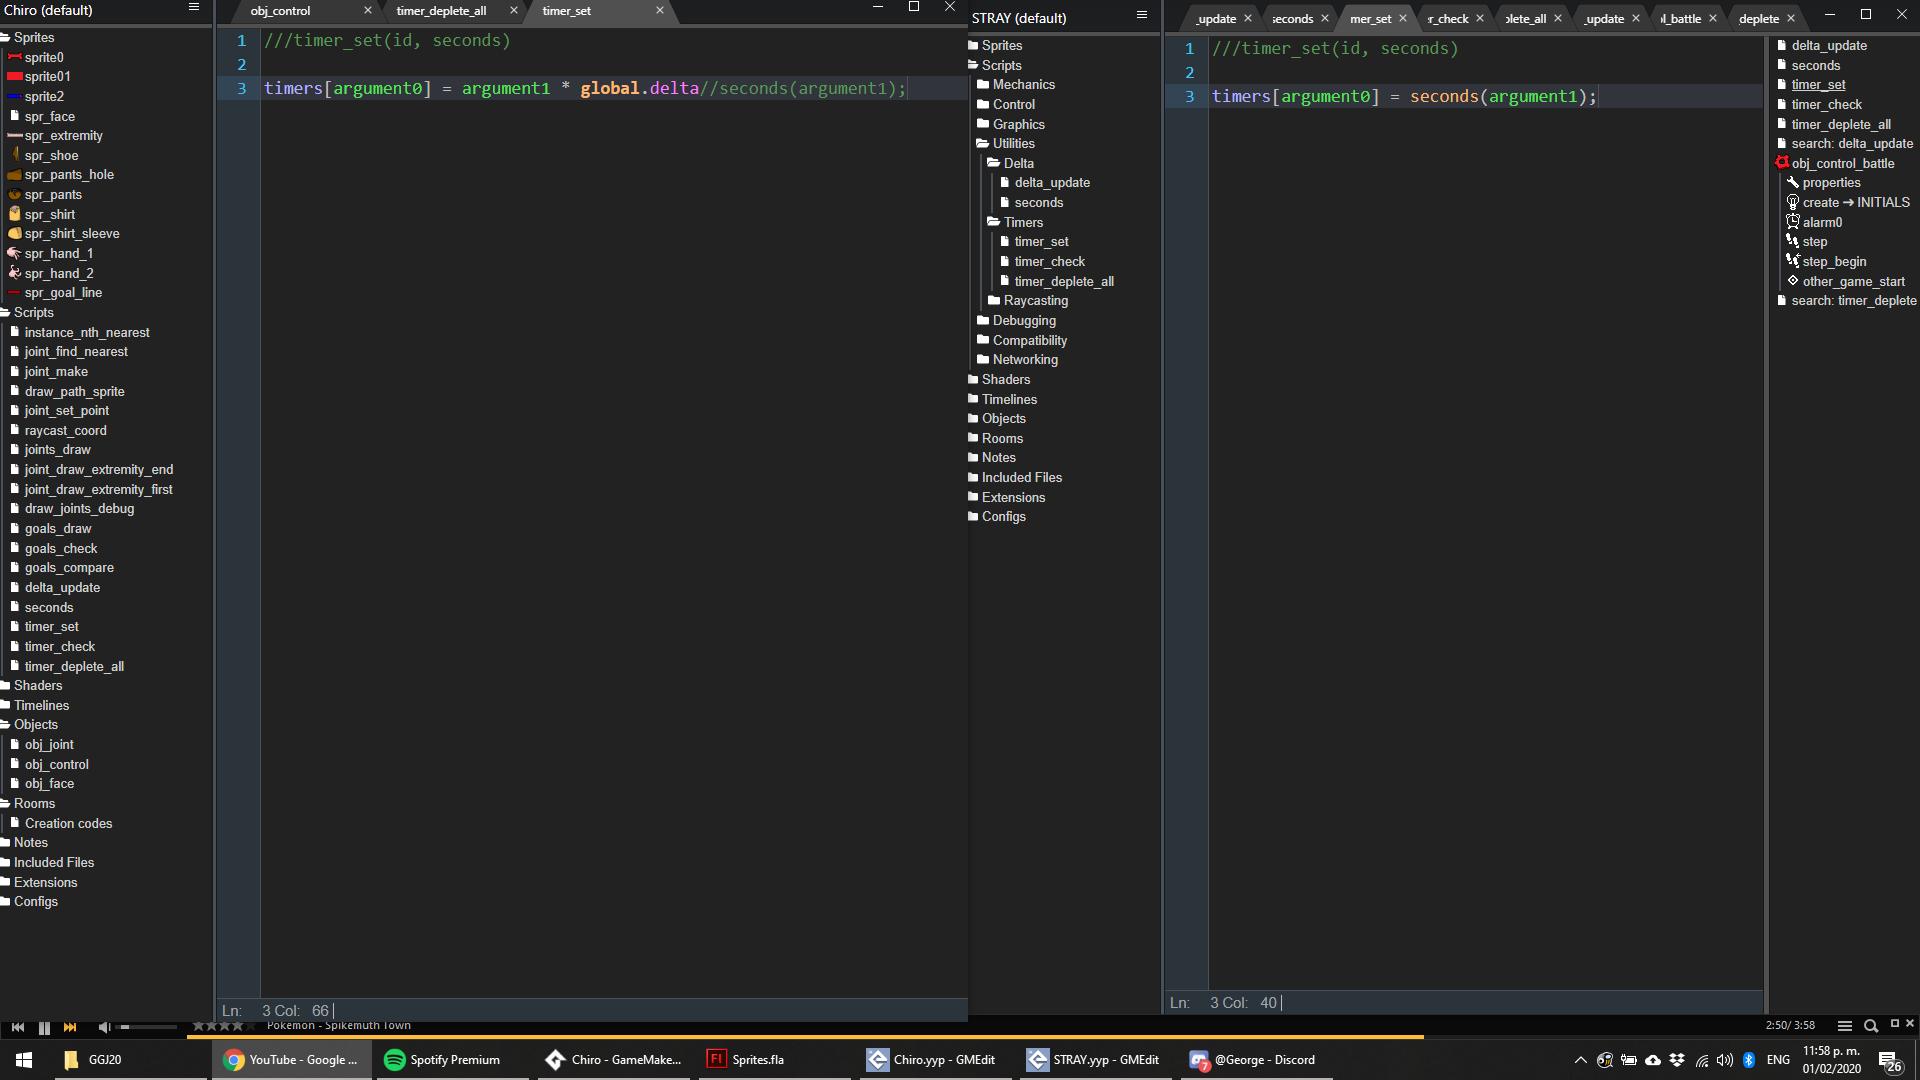 Chiro (default)
Sprites
sprite0
sprite01
sprite2
spr_face
spr_extremity
spr_shoe
spr_pants_hole
spr_pants
spr_shirt
spr_shirt_sleeve
spr_hand_1
spr_hand_2
spr_goal_line
Scripts
instance_nth_nearest
joint_find_nearest
joint_make
draw_path_sprite
joint_set_point
raycast_coord
joints_draw
joint_draw_extremity_end
joint_draw_extremity_first
draw_joints_debug
goals_draw
goals_check
goals_compare
delta_update
seconds
timer_set
timer_check
timer_deplete_all
Shaders
Timelines
Objects
obj_joint
obj_control
obj_face
Rooms
Creation codes
Notes
Included Files
Extensions
Configs
obj_control
timer_deplete_all
timer_set
1 ///timer_set(id, seconds)
2
3 timers[argument0] = argument1 * global.delta//seconds(argument1);
Ln: 3 Col: 66
STRAY (default)
Sprites
Scripts
Mechanics
Control
Graphics
Utilities
Delta
delta_update
seconds
Timers
timer_set
timer_check
timer_deplete_all
Raycasting
Debugging
Compatibility
Networking
Shaders
Timelines
Objects
Rooms
Notes
Included Files
Extensions
Configs
_update
seconds
mer_set
r_check
lete_all
_update
l_battle
deplete
1 ///timer_set(id, seconds)
2
3 timers[argument0] = seconds(argument1);
Ln: 3 Col: 40
delta_update
seconds
timer_set
timer_check
timer_deplete_all
search: delta_update
obj_control_battle
properties
create → INITIALS
alarm0
step
step_begin
other_game_start
search: timer_deplete
Pokémon - Spikemuth Town
2:50/ 3:58
GGJ20
YouTube - Google ...
Spotify Premium
Chiro - GameMake...
Fl
Sprites.fla
Chiro.yyp - GMEdit
STRAY.yyp - GMEdit
7
@George - Discord
ENG
11:58 p. m.
01/02/2020
26